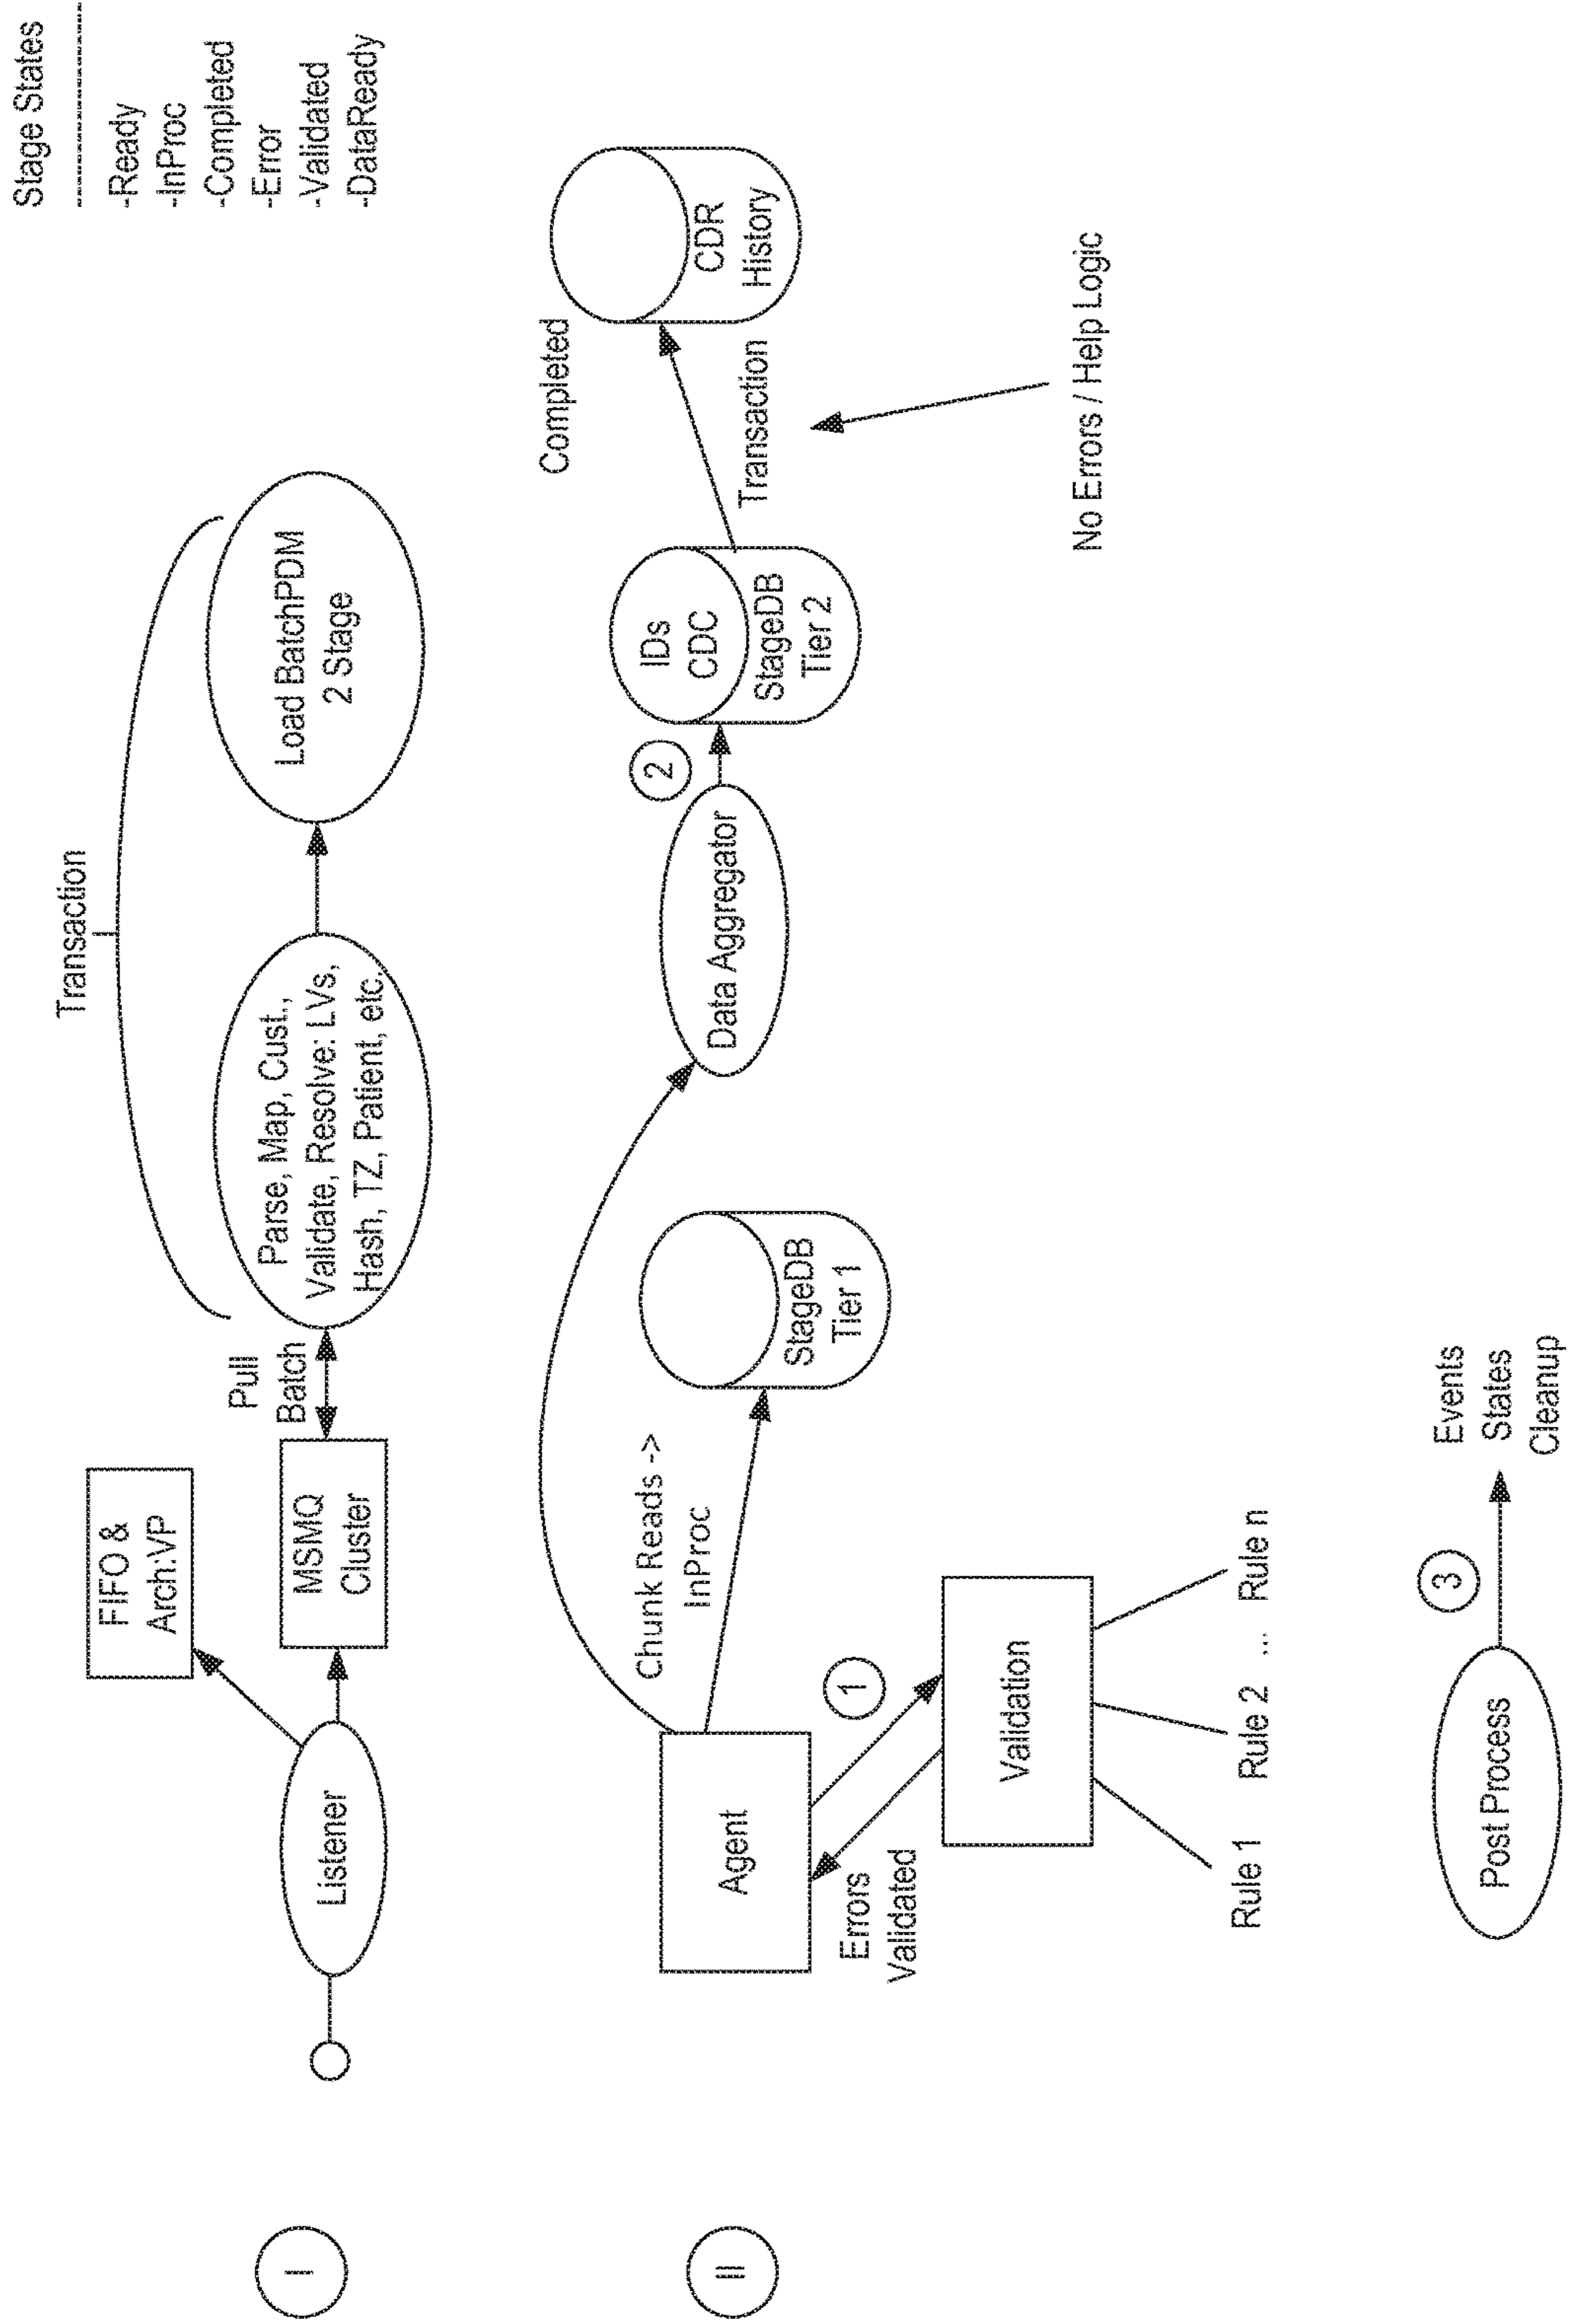 Stage States
-Ready
-InProc
-Completed
-Error
-Validated
-DataReady
I
Transaction
FIFO &
Arch:VP
Listener
MSMQ
Cluster
Pull
Batch
Parse, Map, Cust.,
Validate, Resolve: LVs,
Hash, TZ, Patient, etc.
Load BatchPDM
2 Stage
II
Agent
Chunk Reads ->
InProc
StageDB
Tier 1
Data Aggregator
2
IDs
CDC
StageDB
Tier 2
Completed
Transaction
CDR
History
No Errors / Help Logic
1
Errors
Validated
Validation
Rule 1
Rule 2
...
Rule n
Post Process
3
Events
States
Cleanup